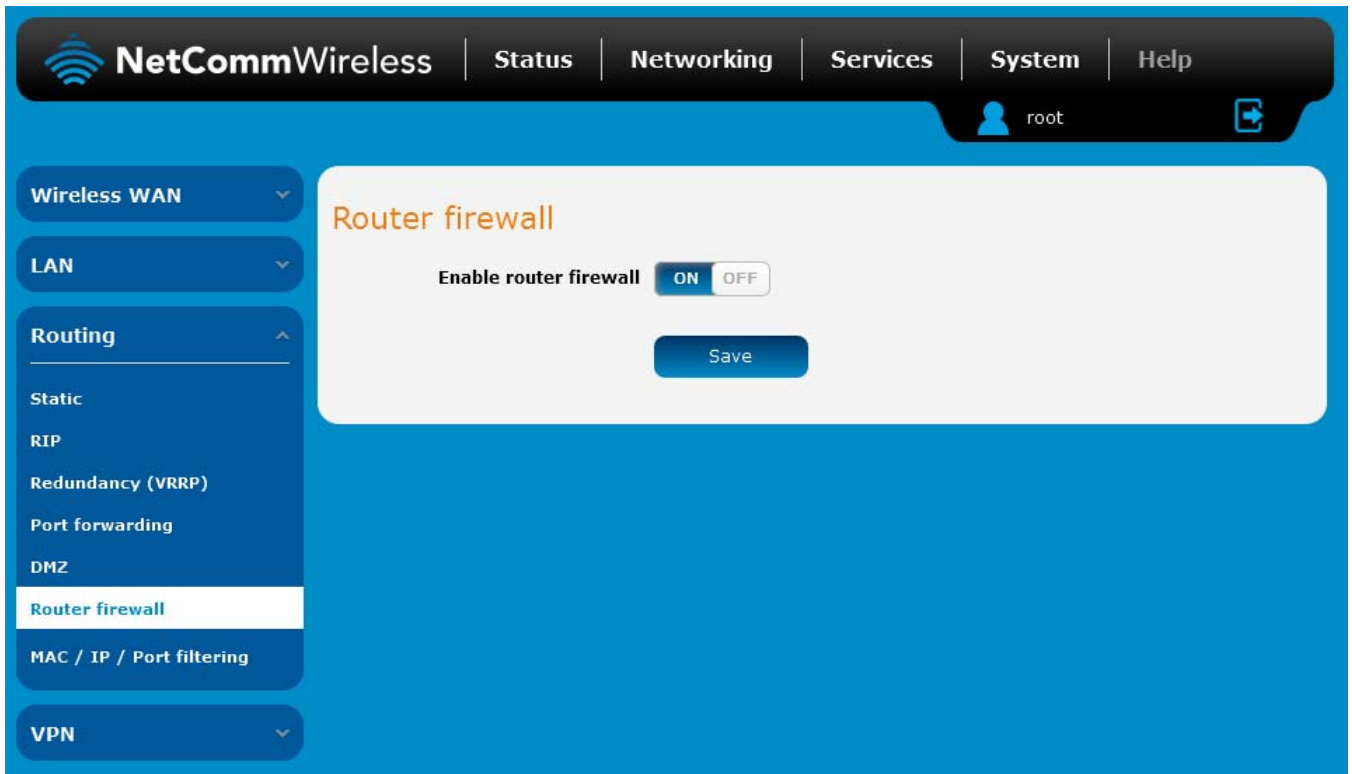 NetCommWireless Status Networking Services System Help
root
Wireless WAN
LAN
Routing
Static
RIP
Redundancy (VRRP)
Port forwarding
DMZ
Router firewall
MAC / IP / Port filtering
VPN
Router firewall
Enable router firewall ON OFF
Save